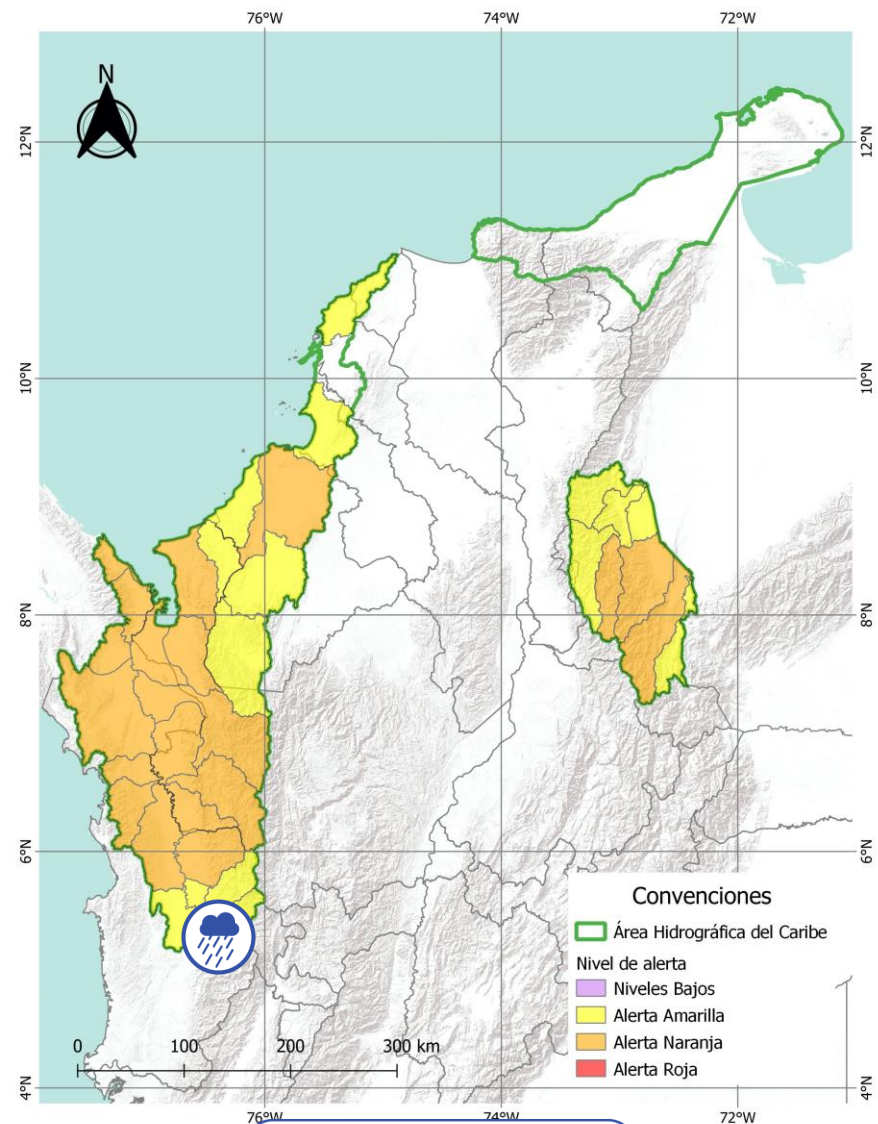 76°W 74°W 72°W
N
12°N 12°N
10°N 10°N
8°N 8°N
6°N 6°N
Convenciones
Área Hidrográfica del Caribe
Nivel de alerta
Niveles Bajos
Alerta Amarilla
Alerta Naranja
Alerta Roja
0 100 200 300 km
4°N 4°N
76°W 74°W 72°W